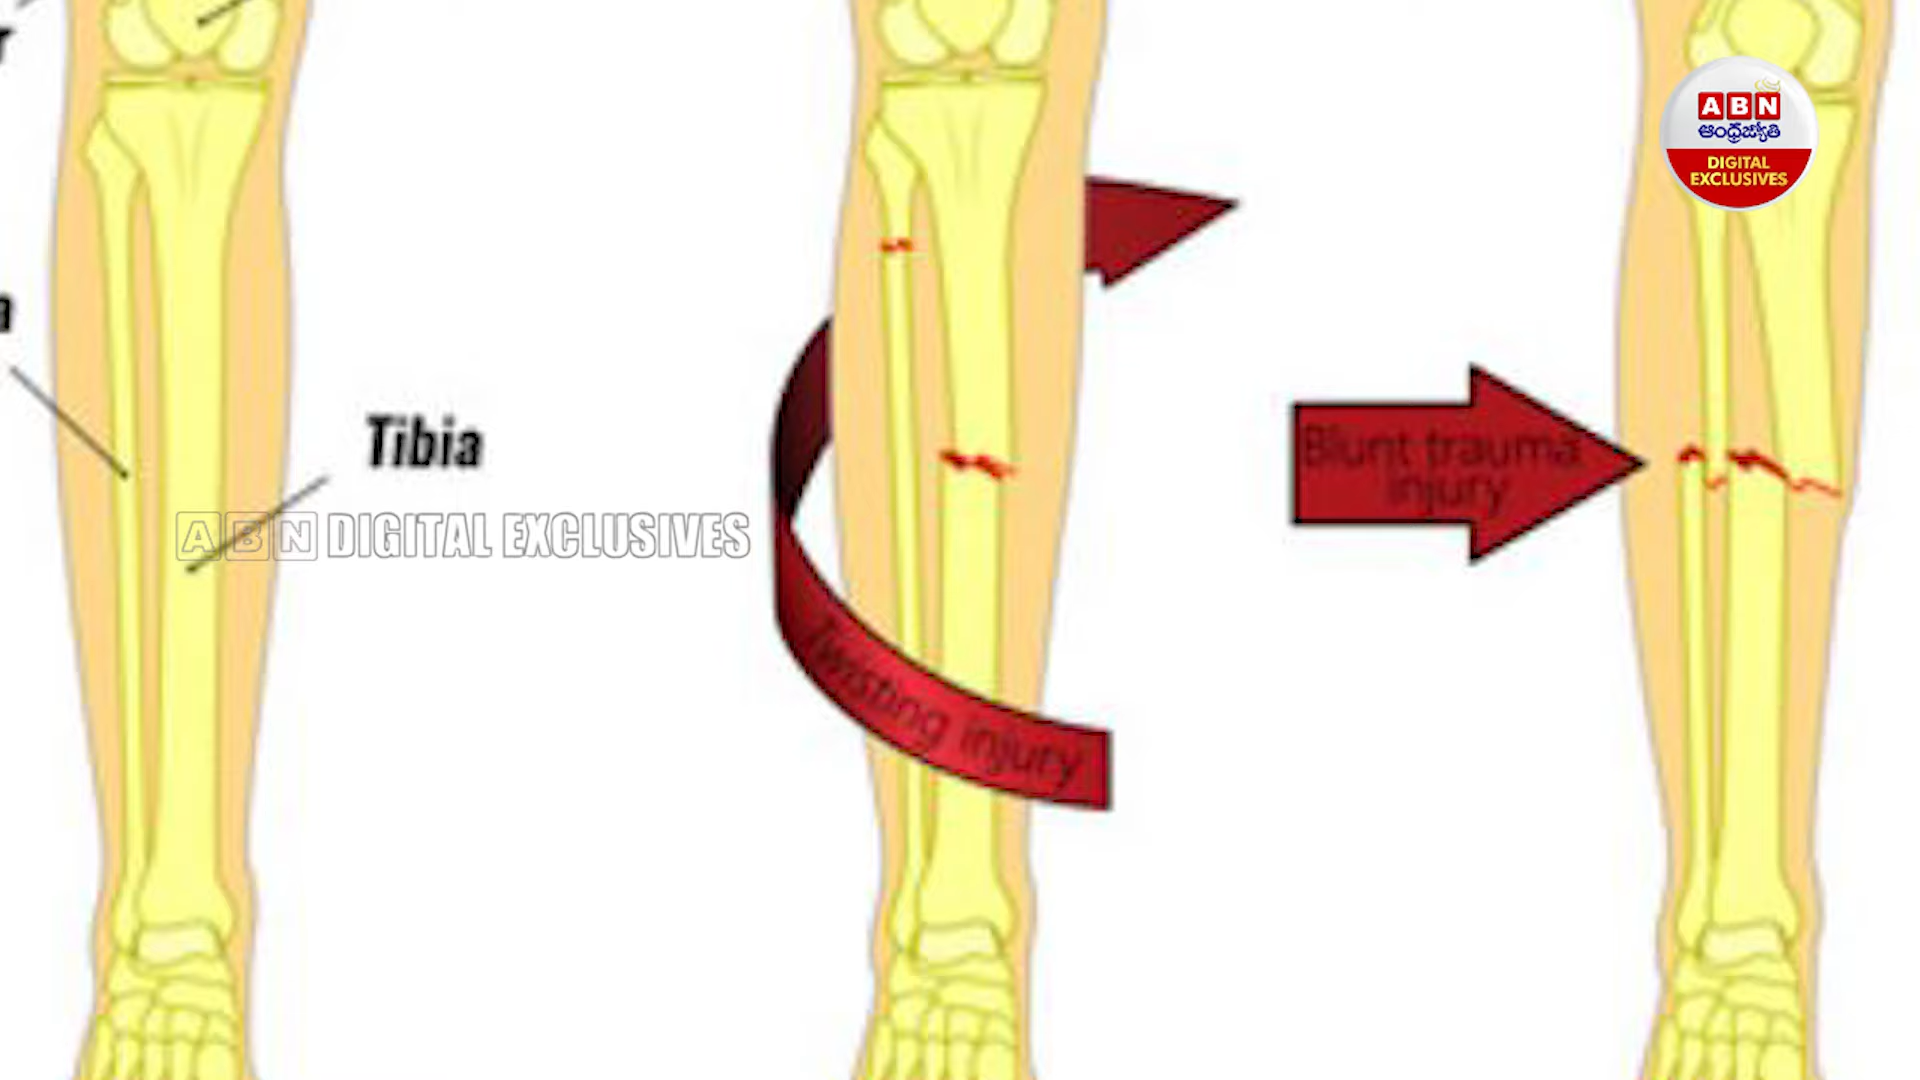 ABN
ఆంధ్రజ్యోతి
DIGITAL
EXCLUSIVES
a
Tibia
ABN DIGITAL EXCLUSIVES
Blunt trauma
injury
Twisting injury